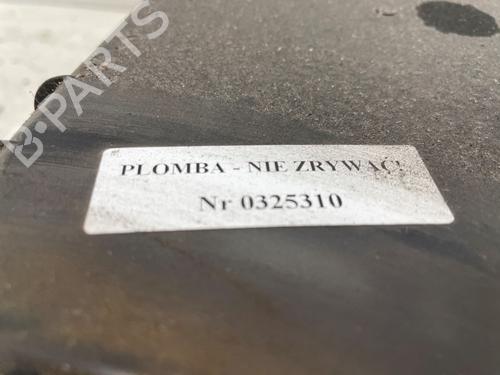 B-PARTS
PLOMBA - NIE ZRYWAĆ!
Nr 0325310